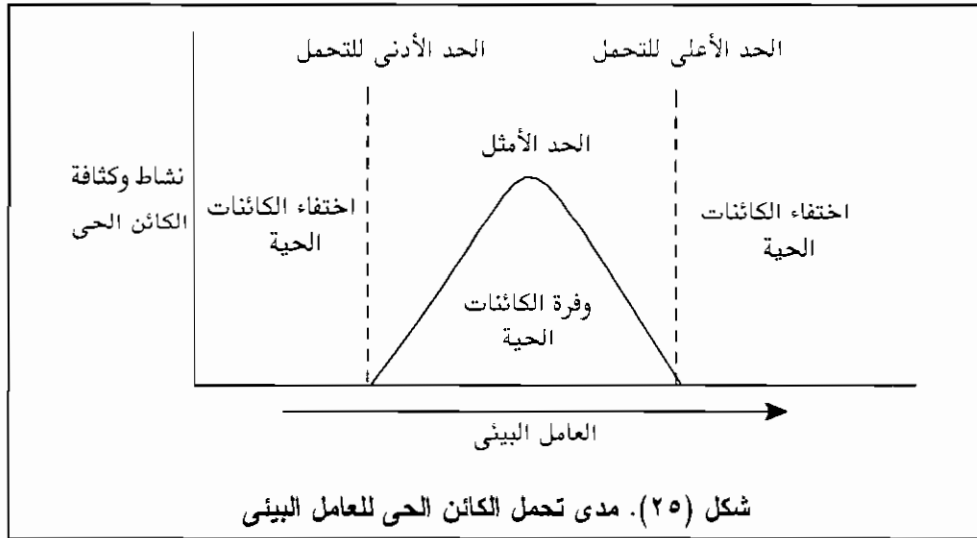 الحد الأدنى للتحمل
الحد الأعلى للتحمل
الحد الأمثل
نشاط وكثافة
الكائن الحى
اختفاء الكائنات
الحية
اختفاء الكائنات
الحية
وفرة الكائنات
الحية
العامل البيئى
شكل (٢٥). مدى تحمل الكائن الحى للعامل البيئى